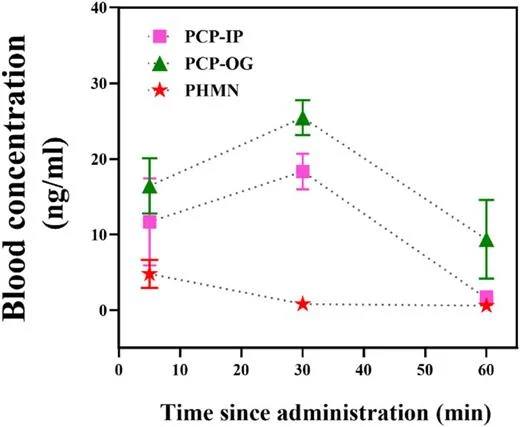 40
30
20
10
0
0 10 20 30 40 50 60
Blood concentration
(ng/ml)
PCP-IP
PCP-OG
PHMN
Time since administration (min)